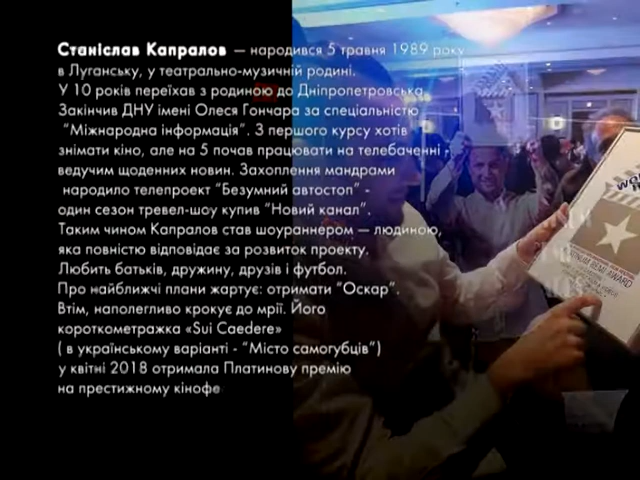 Станіслав Капралов — народився 5 травня 1989 року
в Луганську, у театрально-музичній родині.
У 10 років переїхав з родиною до Дніпропетровська.
Закінчив ДНУ імені Олеся Гончара за спеціальністю
"Міжнародна інформація". З першого курсу хотів
знімати кіно, але на 5 почав працювати на телебаченні -
ведучим щоденних новин. Захоплення мандрами
народило телепроект "Безумний автостоп" -
один сезон тревел-шоу купив "Новий канал".
Таким чином Капралов став шоураннером — людиною,
яка повністю відповідає за розвиток проекту.
Любить батьків, дружину, друзів і футбол.
Про найближчі плани жартує: отримати "Оскар".
Втім, наполегливо крокує до мрії. Його
короткометражка «Sui Caedere»
( в українському варіанті - "Місто самогубців")
у квітні 2018 отримала Платинову премію
на престижному кінофе
AWARD